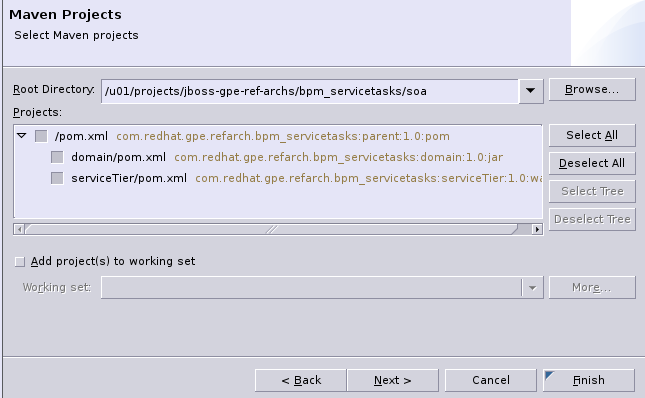 Maven Projects
Select Maven projects
Root Directory: /u01/projects/jboss-gpe-ref-archs/bpm_servicetasks/soa Browse...
Projects:
/pom.xml com.redhat.gpe.refarch.bpm_servicetasks:parent:1.0:pom Select All
domain/pom.xml com.redhat.gpe.refarch.bpm_servicetasks:domain:1.0:jar Deselect All
serviceTier/pom.xml com.redhat.gpe.refarch.bpm_servicetasks:serviceTier:1.0:wa Select Tree
Deselect Tree
Add project(s) to working set
Working set: More...
< Back Next > Cancel Finish